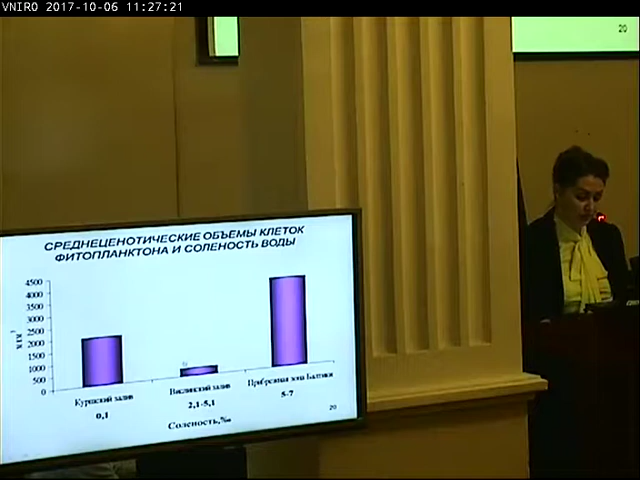 VNIRO 2017-10-06 11:27:21
20
СРЕДНЕЦЕНОТИЧЕСКИЕ ОБЪЕМЫ КЛЕТОК
ФИТОПЛАНКТОНА И СОЛЕНОСТЬ ВОДЫ
4500
4000
3500
3000
2500
2000
1500
1000
500
0
Куршский залив
Вислинский залив
Прибрежная зона Балтики
0,1
2,1-5,1
5-7
Соленость,‰
20